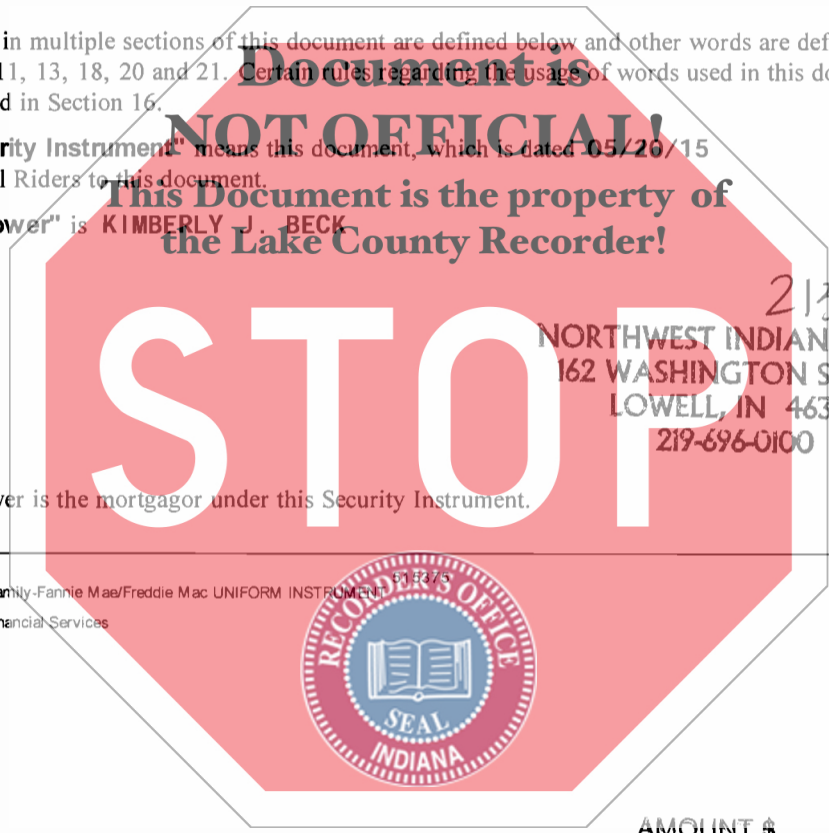 in multiple sections of this document are defined below and other words are def
11, 13, 18, 20 and 21. Certain rules regarding the usage of words used in this do
d in Section 16.
Document is
NOT OFFICIAL!
rity Instrument" means this document, which is dated 05/20/15
l Riders to this document.
This Document is the property of
ower" is KIMBERLY J. BECK
the Lake County Recorder!
STOP
NORTHWEST INDIAN
162 WASHINGTON S
LOWELL, IN 463
219-696-0100
er is the mortgagor under this Security Instrument.
515375
amily-Fannie Mae/Freddie Mac UNIFORM INSTRUMENT
nancial Services
RECORDER'S OFFICE
SEAL
INDIANA
AMOUNT $